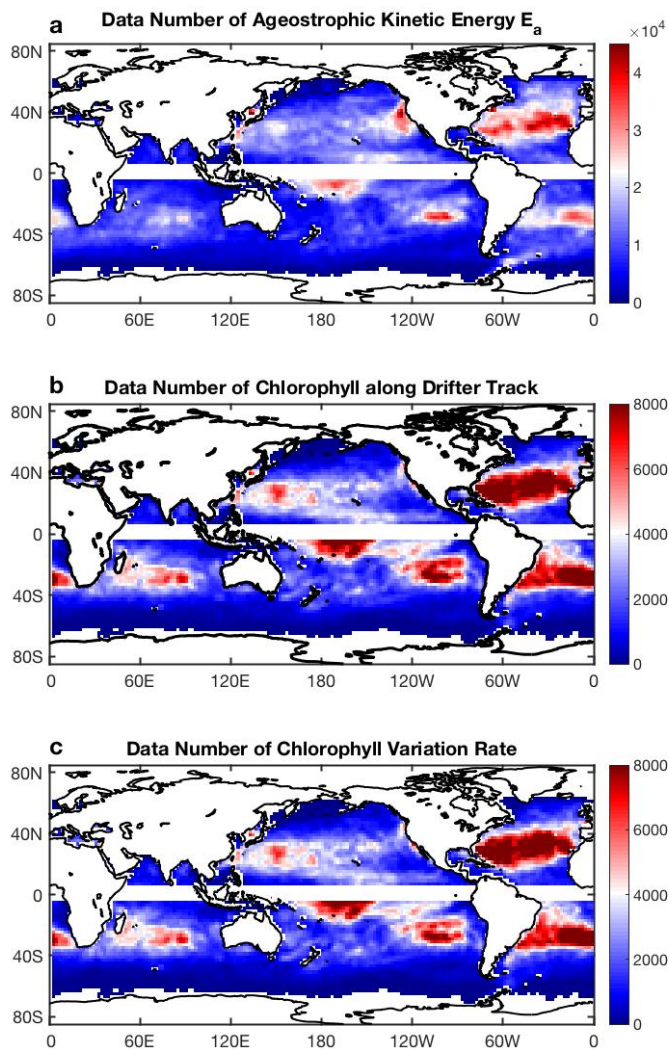 a
Data Number of Ageostrophic Kinetic Energy Ea
×10⁴
80N
40N
0
40S
80S
0
60E
120E
180
120W
60W
0
4
3
2
1
0
b
Data Number of Chlorophyll along Drifter Track
80N
40N
0
40S
80S
0
60E
120E
180
120W
60W
0
8000
6000
4000
2000
0
c
Data Number of Chlorophyll Variation Rate
80N
40N
0
40S
80S
0
60E
120E
180
120W
60W
0
8000
6000
4000
2000
0